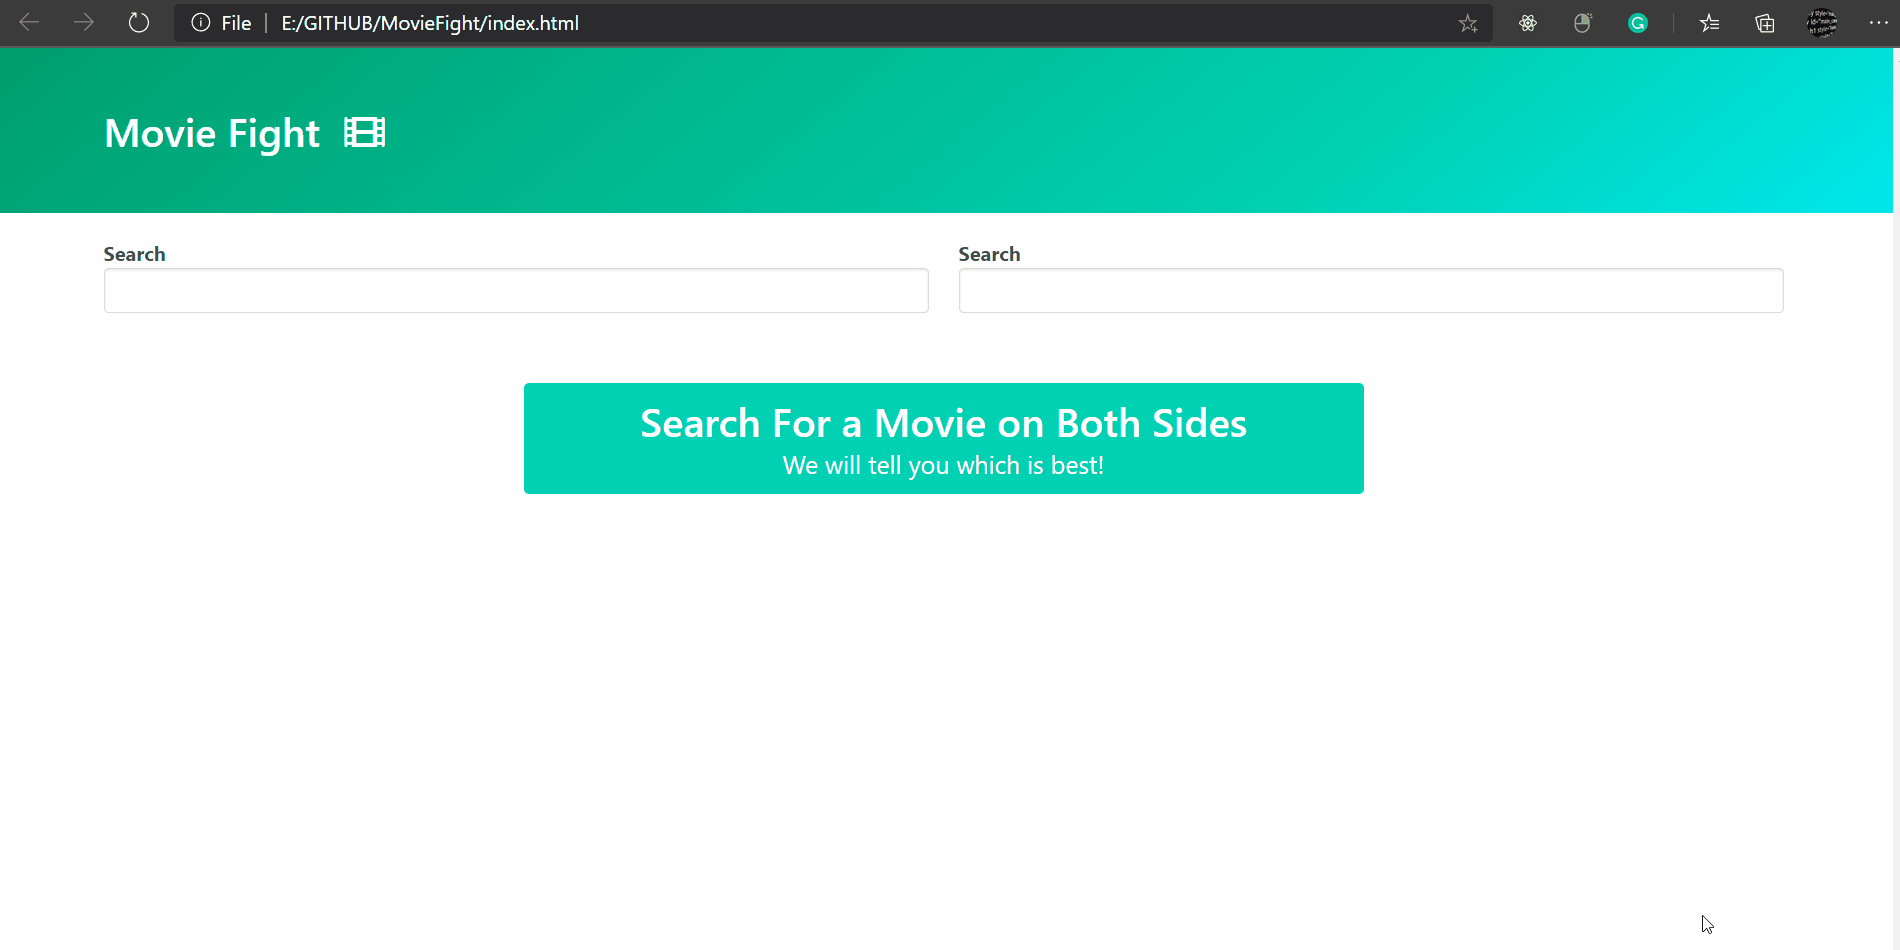 File | E:/GITHUB/MovieFight/index.html
Movie Fight
Search
Search
Search For a Movie on Both Sides
We will tell you which is best!